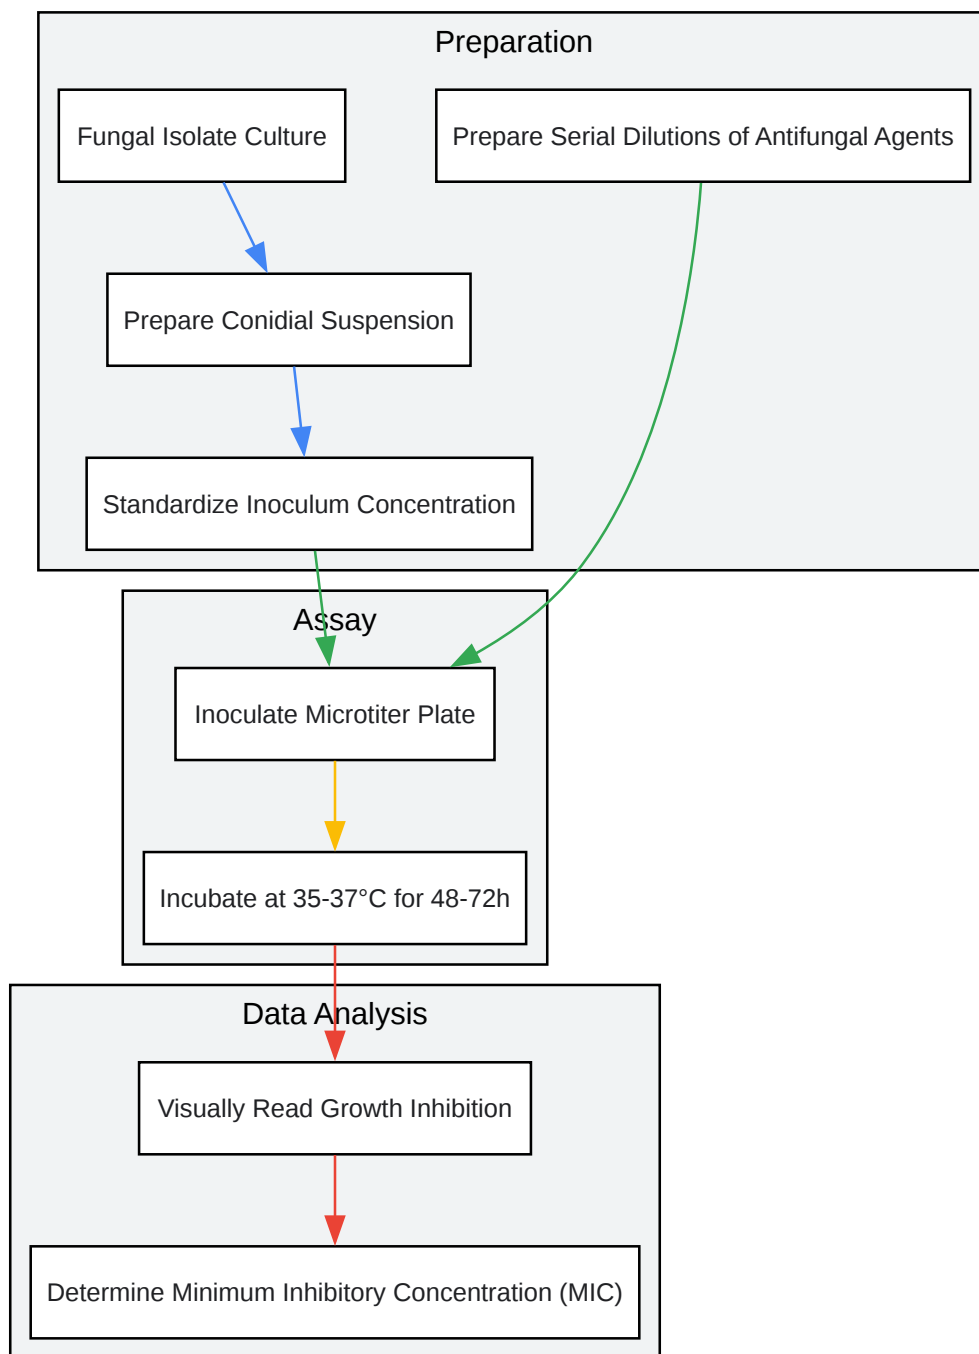 Preparation
Fungal Isolate Culture
Prepare Serial Dilutions of Antifungal Agents
Prepare Conidial Suspension
Standardize Inoculum Concentration
Assay
Inoculate Microtiter Plate
Incubate at 35-37°C for 48-72h
Data Analysis
Visually Read Growth Inhibition
Determine Minimum Inhibitory Concentration (MIC)